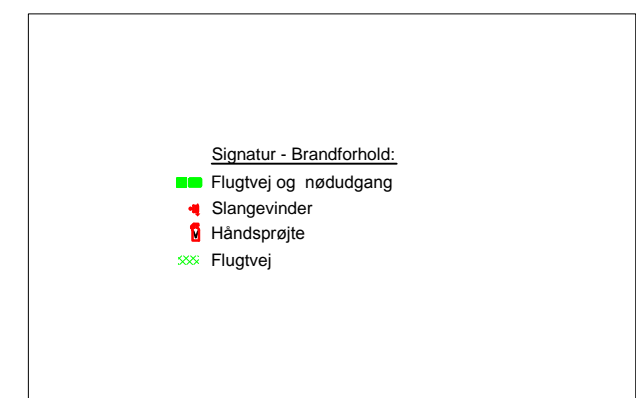 Signatur - Brandforhold:
Flugtvej og nødudgang
Slangevinder
Håndsprøjte
Flugtvej